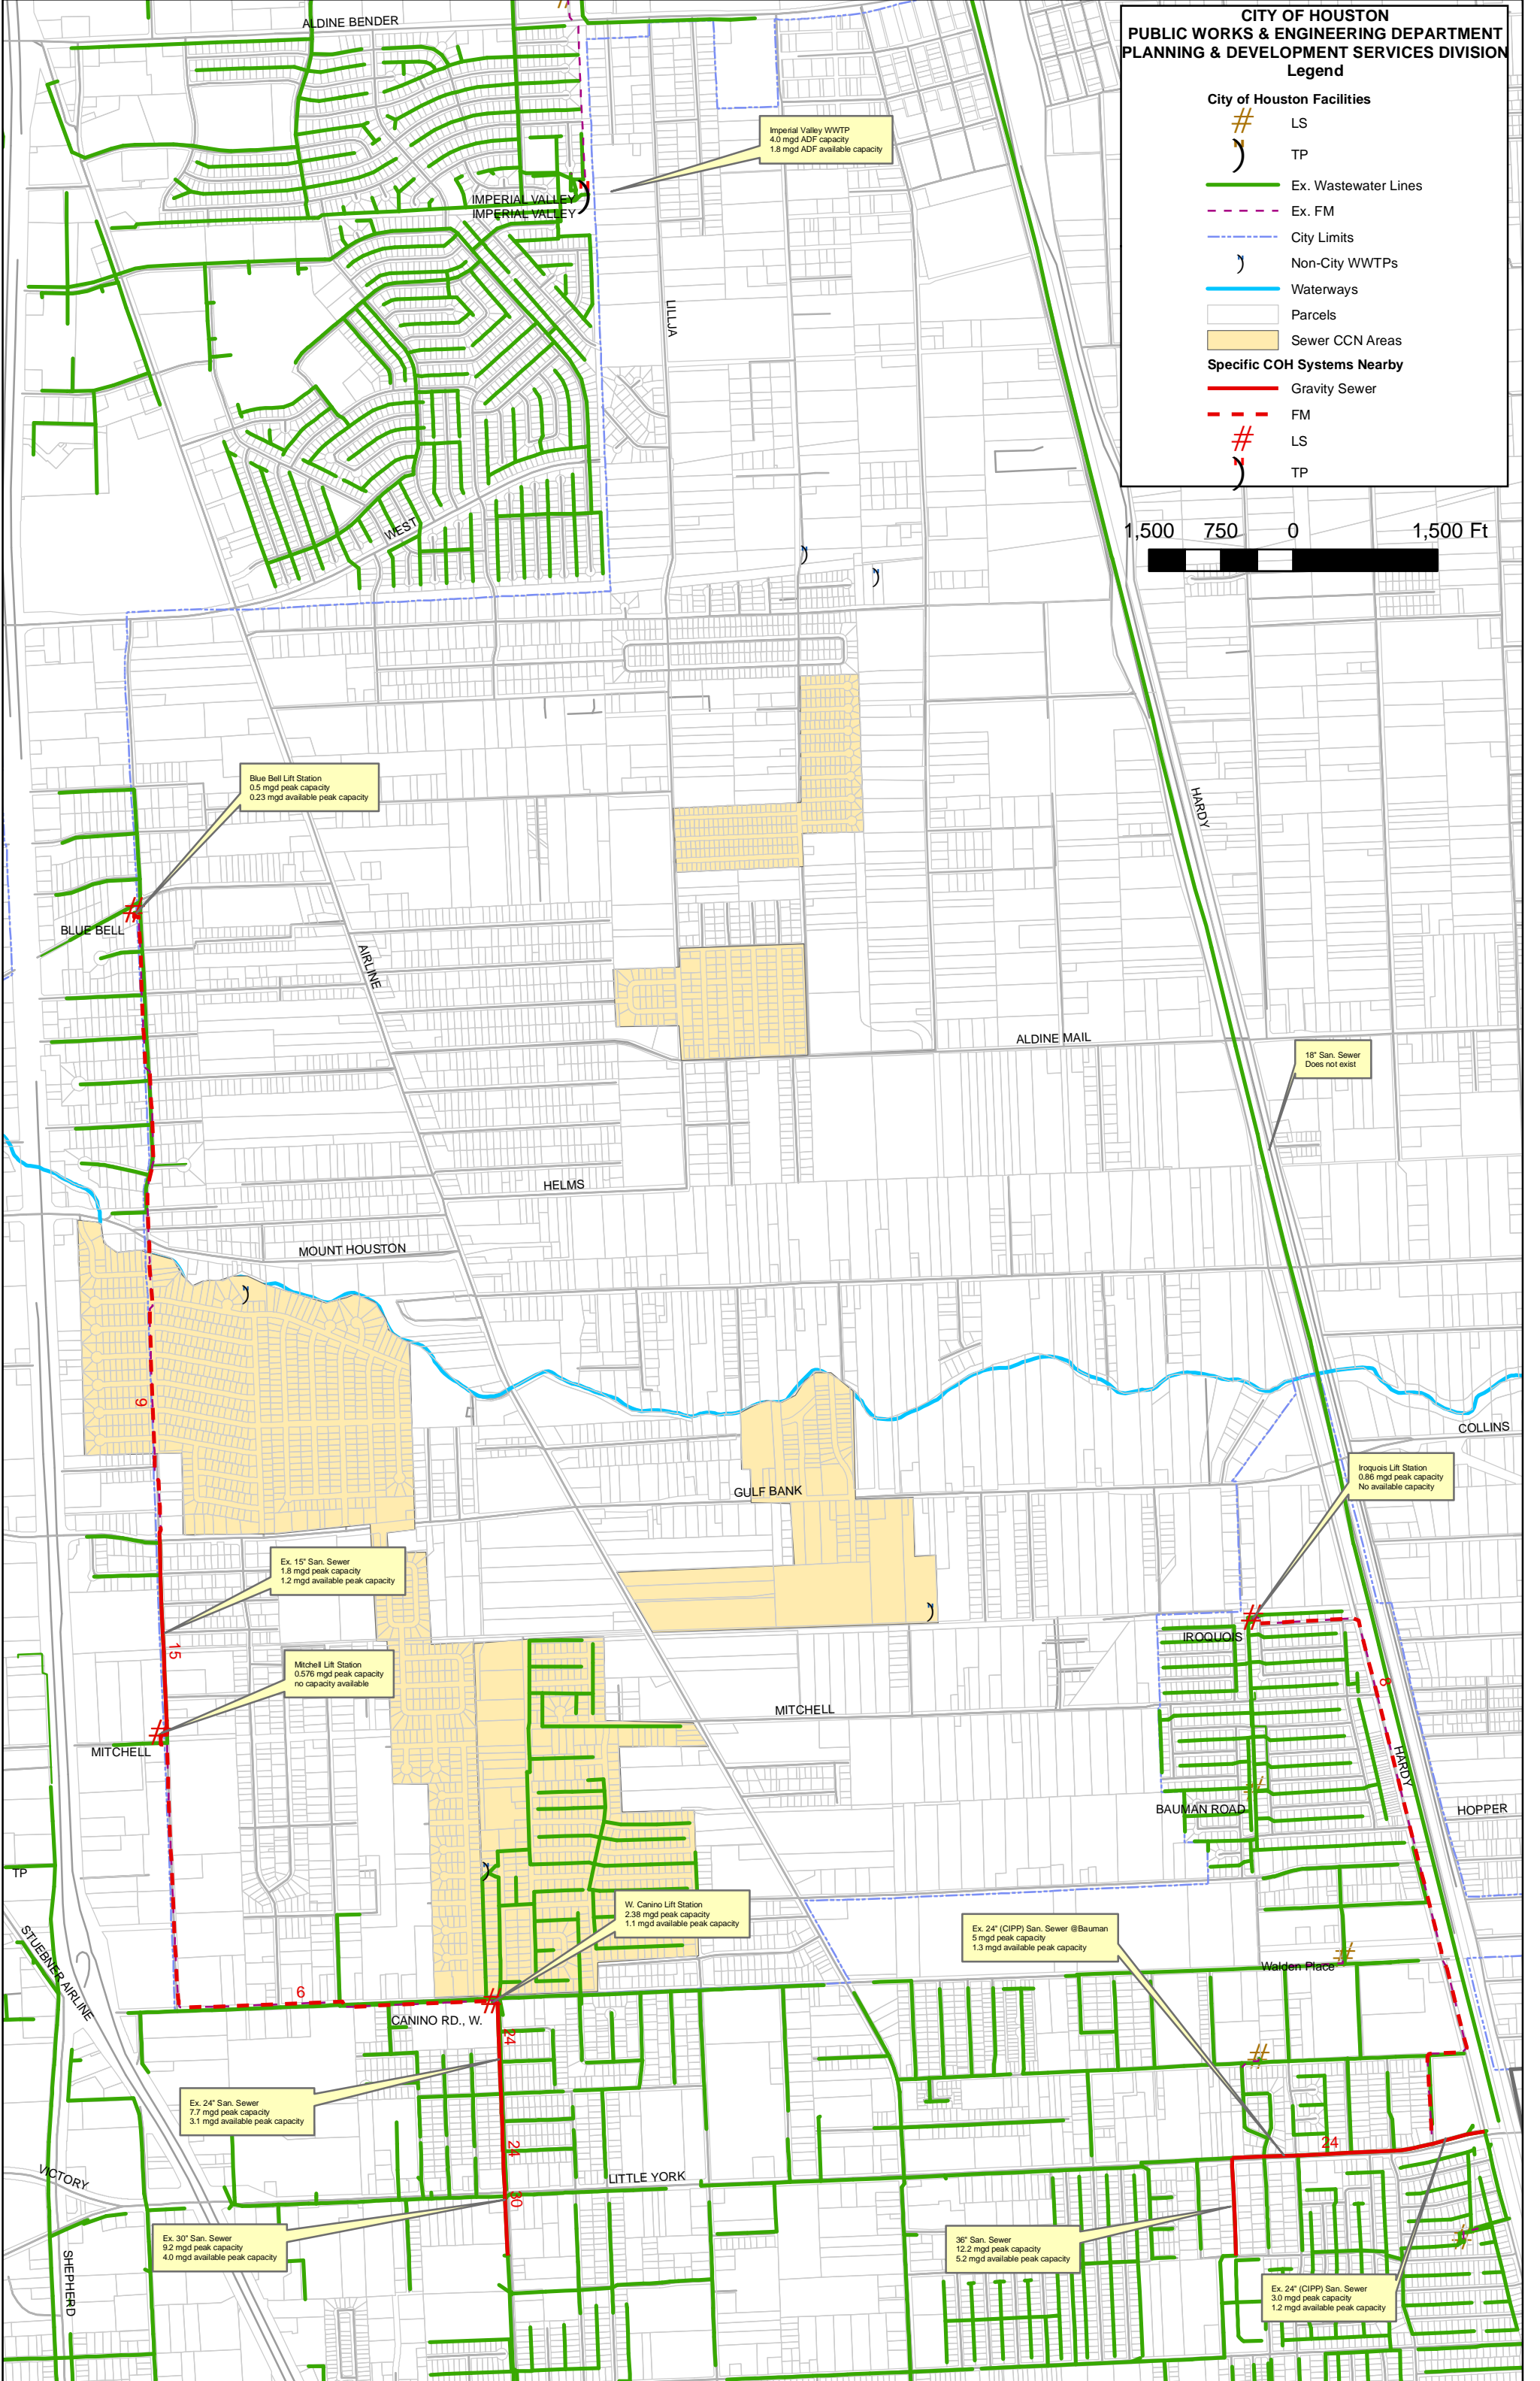 CITY OF HOUSTON
PUBLIC WORKS & ENGINEERING DEPARTMENT
PLANNING & DEVELOPMENT SERVICES DIVISION
Legend
City of Houston Facilities
LS
TP
Ex. Wastewater Lines
Ex. FM
City Limits
Non-City WWTPs
Waterways
Parcels
Sewer CCN Areas
Specific COH Systems Nearby
Gravity Sewer
FM
LS
TP
1,500 750 0 1,500 Ft
ALDINE BENDER
Imperial Valley WWTP
4.0 mgd ADF capacity
1.8 mgd ADF available capacity
IMPERIAL VALLEY
IMPERIAL VALLEY
LILLJA
WEST
Blue Bell Lift Station
0.5 mgd peak capacity
0.23 mgd available peak capacity
HARDY
BLUE BELL
AIRLINE
ALDINE MAIL
18" San. Sewer
Does not exist
HELMS
MOUNT HOUSTON
9
COLLINS
GULF BANK
Iroquois Lift Station
0.86 mgd peak capacity
No available capacity
Ex. 15" San. Sewer
1.8 mgd peak capacity
1.2 mgd available peak capacity
15
IROQUOIS
Mitchell Lift Station
0.576 mgd peak capacity
no capacity available
8
MITCHELL
MITCHELL
HARDY
BAUMAN ROAD
HOPPER
TP
W. Canino Lift Station
2.38 mgd peak capacity
1.1 mgd available peak capacity
Ex. 24" (CIPP) San. Sewer @Bauman
5 mgd peak capacity
1.3 mgd available peak capacity
STUEBNER AIRLINE
Walden Place
6
CANINO RD., W.
24
Ex. 24" San. Sewer
7.7 mgd peak capacity
3.1 mgd available peak capacity
24
24
VICTORY
LITTLE YORK
30
Ex. 30" San. Sewer
9.2 mgd peak capacity
4.0 mgd available peak capacity
36" San. Sewer
12.2 mgd peak capacity
5.2 mgd available peak capacity
SHEPHERD
Ex. 24" (CIPP) San. Sewer
3.0 mgd peak capacity
1.2 mgd available peak capacity